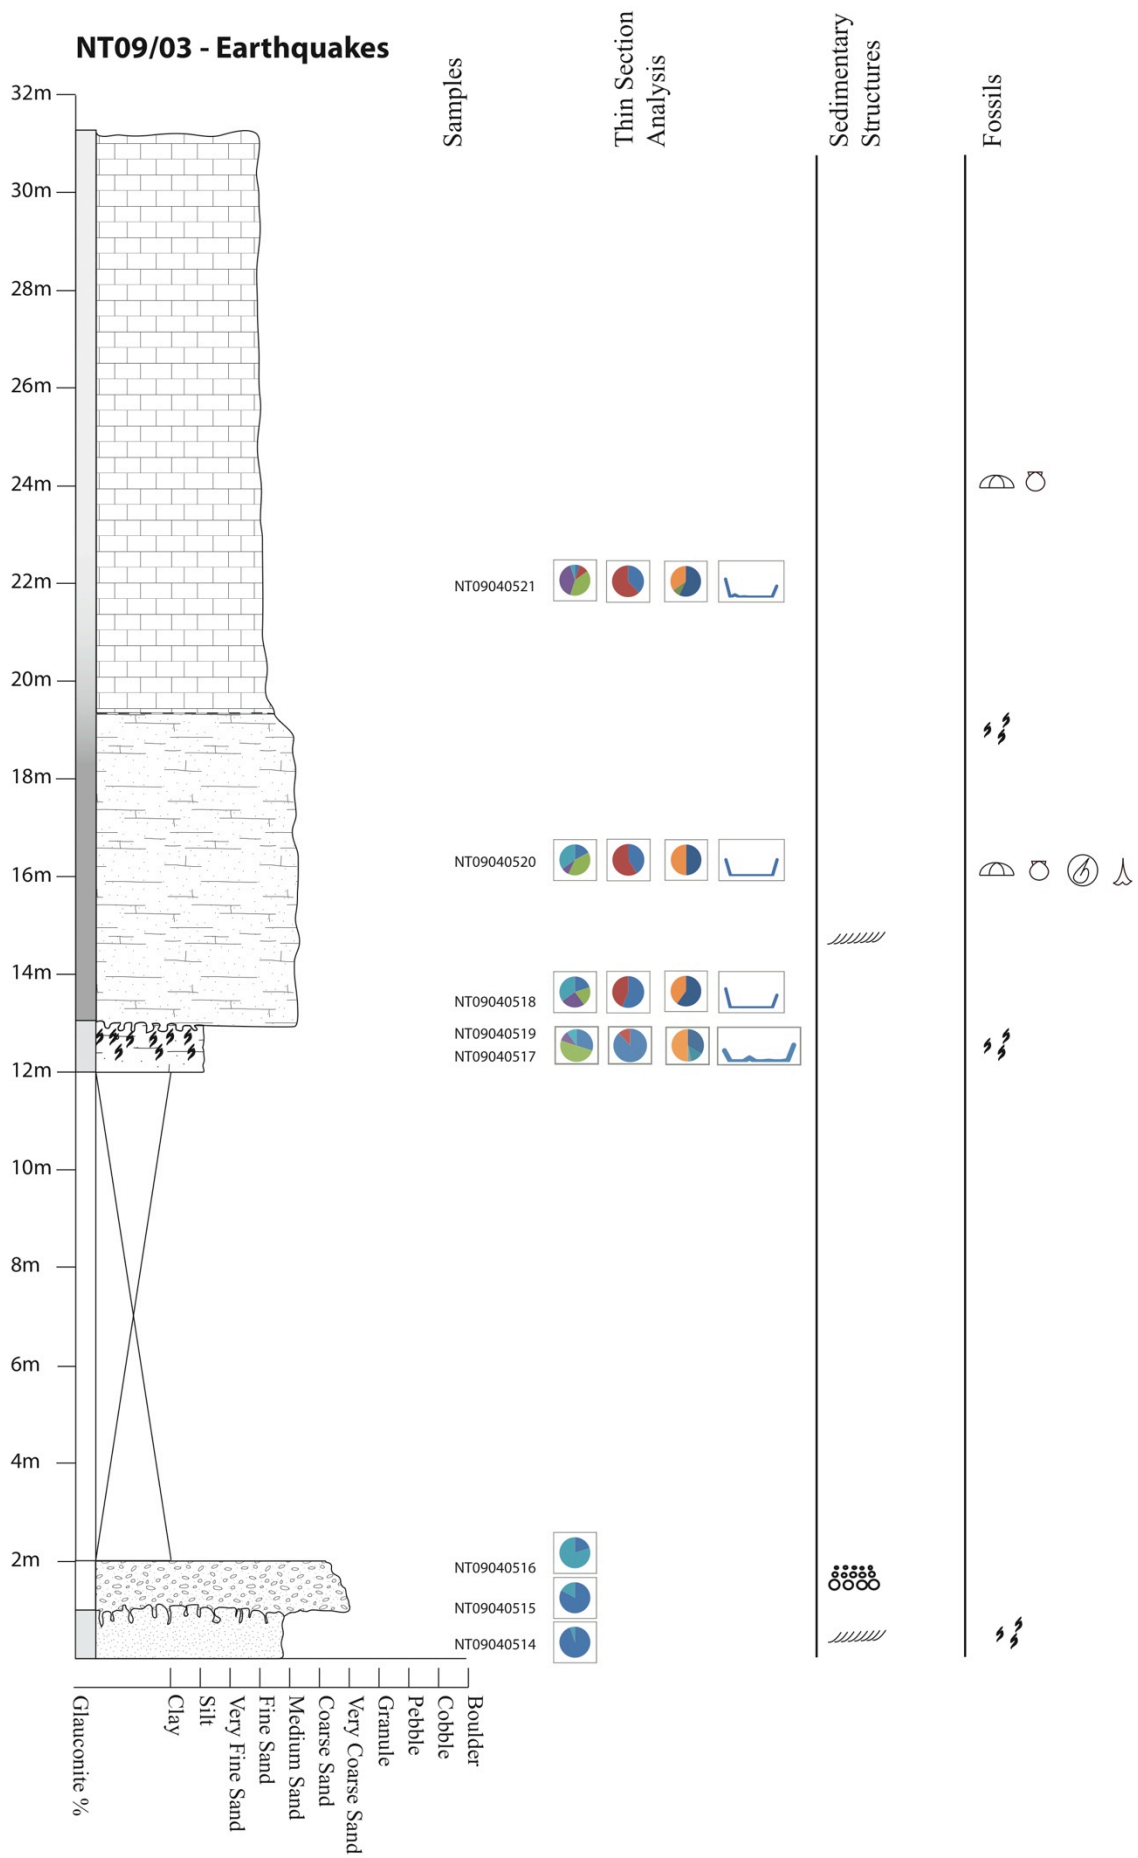 NT09/03 - Earthquakes
Samples
Thin Section
Analysis
Sedimentary
Structures
Fossils
32m
30m
28m
26m
24m
22m
NT09040521
20m
18m
16m
NT09040520
14m
NT09040518
NT09040519
NT09040517
12m
10m
8m
6m
4m
2m
NT09040516
NT09040515
NT09040514
Glauconite %
Clay
Silt
Very Fine Sand
Fine Sand
Medium Sand
Coarse Sand
Very Coarse Sand
Granule
Pebble
Cobble
Boulder